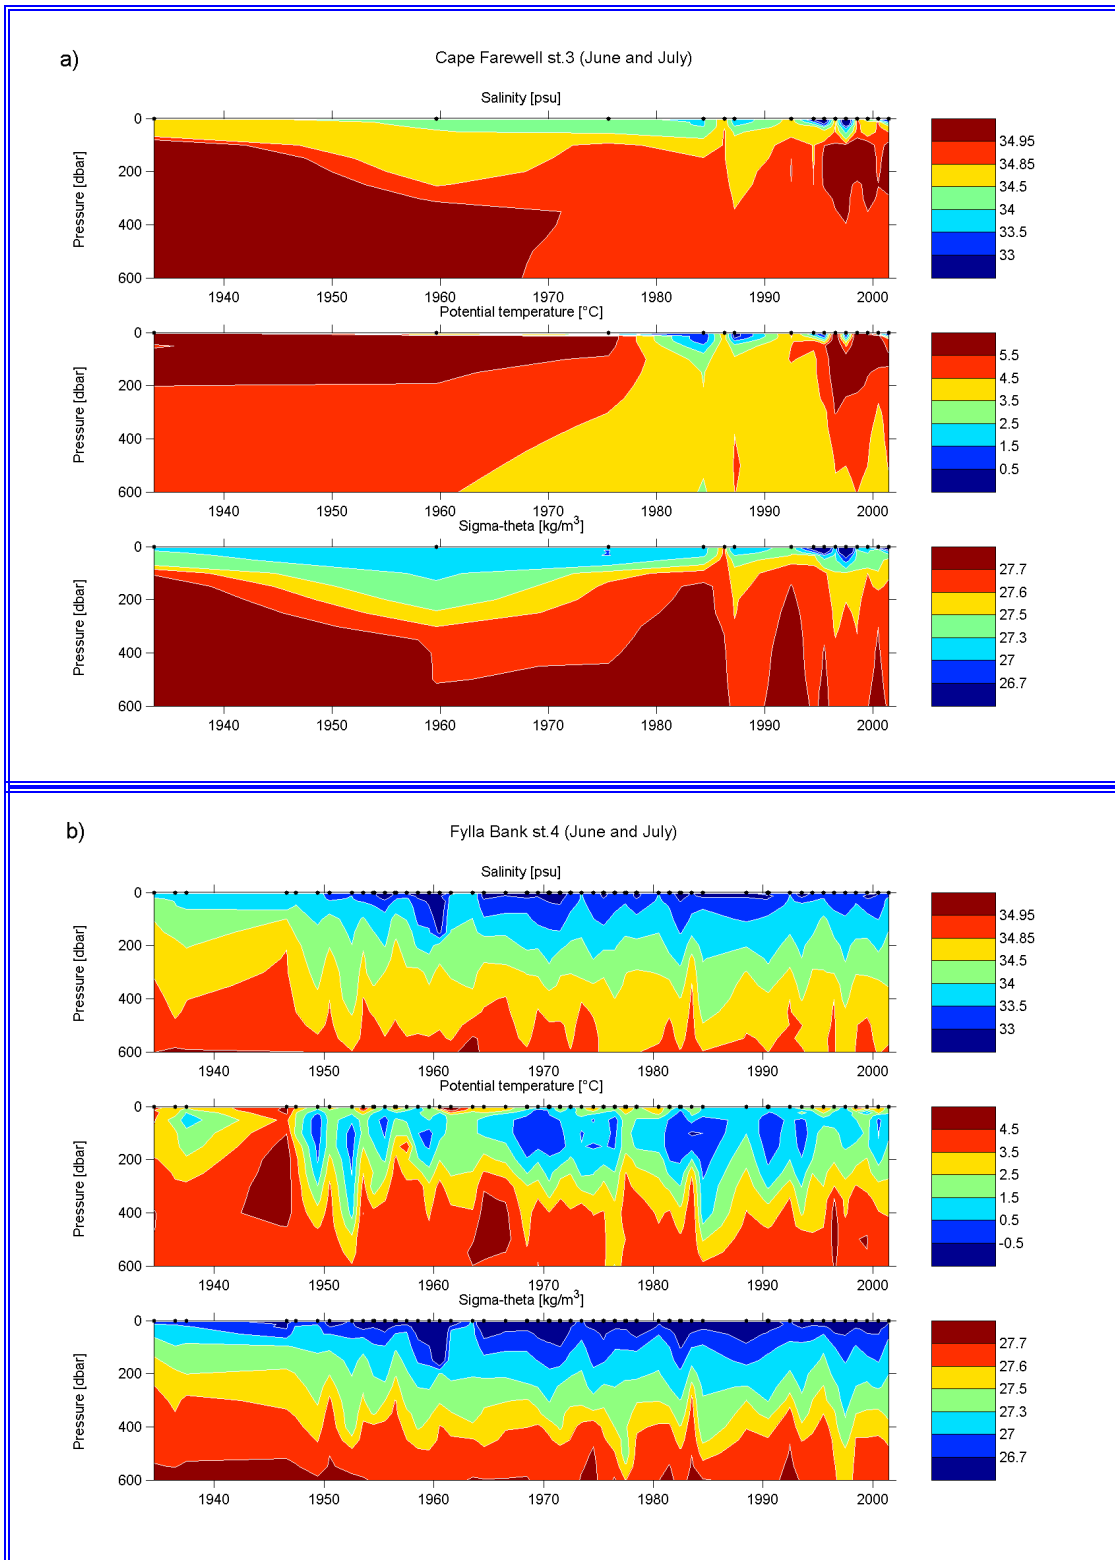 a)
Cape Farewell st.3 (June and July)
Salinity [psu]
Pressure [dbar]
0
200
400
600
1940 1950 1960 1970 1980 1990 2000
34.95
34.85
34.5
34
33.5
33
Potential temperature [°C]
Pressure [dbar]
0
200
400
600
1940 1950 1960 1970 1980 1990 2000
5.5
4.5
3.5
2.5
1.5
0.5
Sigma-theta [kg/m³]
Pressure [dbar]
0
200
400
600
1940 1950 1960 1970 1980 1990 2000
27.7
27.6
27.5
27.3
27
26.7
b)
Fylla Bank st.4 (June and July)
Salinity [psu]
Pressure [dbar]
0
200
400
600
1940 1950 1960 1970 1980 1990 2000
34.95
34.85
34.5
34
33.5
33
Potential temperature [°C]
Pressure [dbar]
0
200
400
600
1940 1950 1960 1970 1980 1990 2000
4.5
3.5
2.5
1.5
0.5
-0.5
Sigma-theta [kg/m³]
Pressure [dbar]
0
200
400
600
1940 1950 1960 1970 1980 1990 2000
27.7
27.6
27.5
27.3
27
26.7